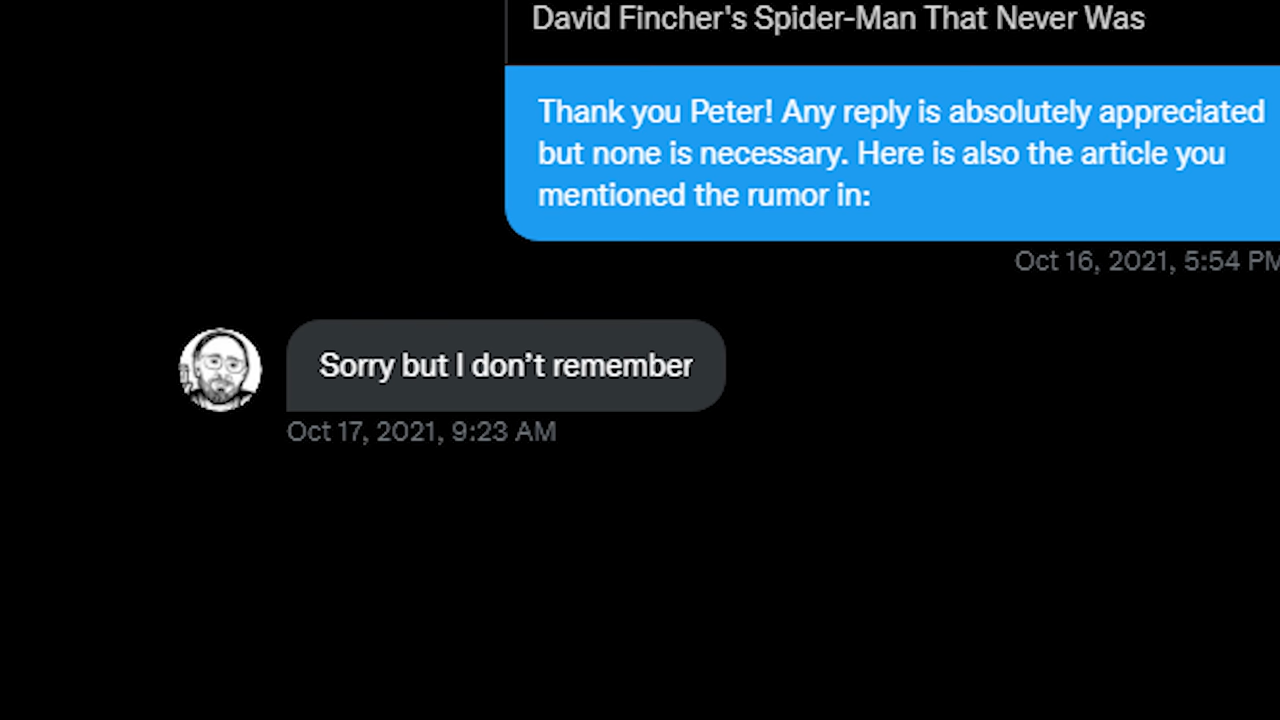 David Fincher's Spider-Man That Never Was
Thank you Peter! Any reply is absolutely appreciated
but none is necessary. Here is also the article you
mentioned the rumor in:
Oct 16, 2021, 5:54 PM
Sorry but I don’t remember
Oct 17, 2021, 9:23 AM